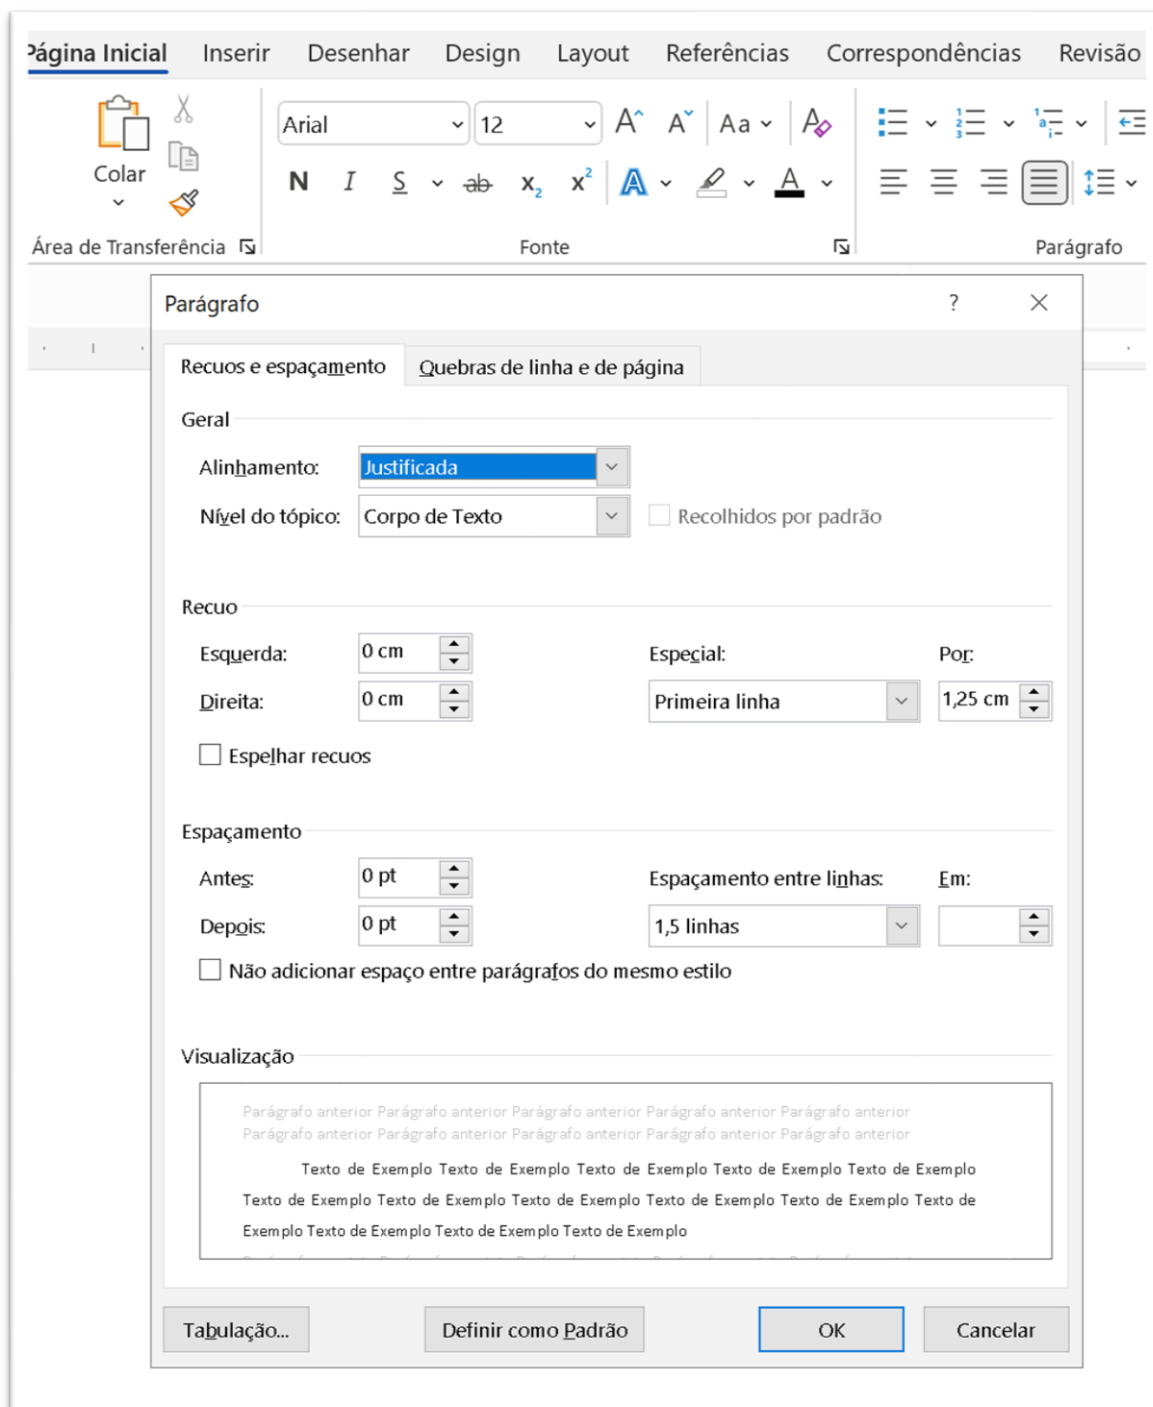 Página Inicial Inserir Desenhar Design Layout Referências Correspondências Revisão
Arial 12 Aa
Colar
N I S ab x2 x2 A A
Área de Transferência Fonte Parágrafo
Parágrafo ?
Recuos e espaçamento Quebras de linha e de página
Geral
Alinhamento: Justificada
Nível do tópico: Corpo de Texto Recolhidos por padrão
Recuo
Esquerda: 0 cm Especial: Por:
Direita: 0 cm Primeira linha 1,25 cm
Espelhar recuos
Espaçamento
Antes: 0 pt Espaçamento entre linhas: Em:
Depois: 0 pt 1,5 linhas
Não adicionar espaço entre parágrafos do mesmo estilo
Visualização
Parágrafo anterior Parágrafo anterior Parágrafo anterior Parágrafo anterior Parágrafo anterior
Parágrafo anterior Parágrafo anterior Parágrafo anterior Parágrafo anterior Parágrafo anterior
Texto de Exemplo Texto de Exemplo Texto de Exemplo Texto de Exemplo Texto de Exemplo
Texto de Exemplo Texto de Exemplo Texto de Exemplo Texto de Exemplo Texto de Exemplo Texto de
Exemplo Texto de Exemplo Texto de Exemplo Texto de Exemplo
Tabulação... Definir como Padrão OK Cancelar